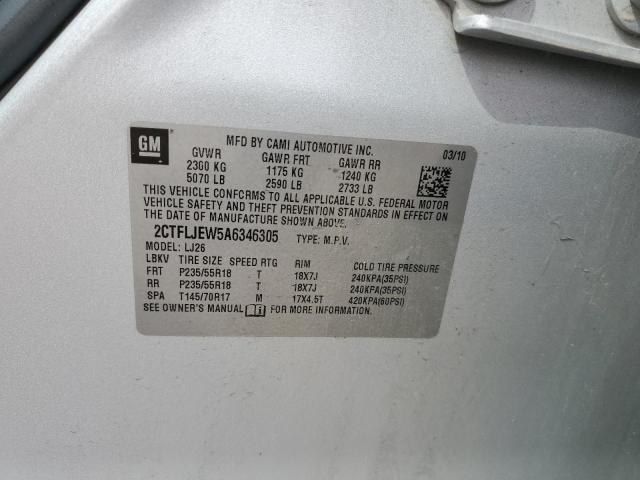 GM
MFD BY CAMI AUTOMOTIVE INC. 03/10
GVWR GAWR FRT GAWR RR
2360 KG 1175 KG 1240 KG
5070 LB 2590 LB 2733 LB
THIS VEHICLE CONFORMS TO ALL APPLICABLE U.S. FEDERAL MOTOR
VEHICLE SAFETY AND THEFT PREVENTION STANDARDS IN EFFECT ON
THE DATE OF MANUFACTURE SHOWN ABOVE.
2CTFLJEW5A6346305 TYPE: M.P.V.
MODEL: LJ26
LBKV TIRE SIZE SPEED RTG RIM COLD TIRE PRESSURE
FRT P235/55R18 T 18X7J 240KPA(35PSI)
RR P235/55R18 T 18X7J 240KPA(35PSI)
SPA T145/70R17 M 17X4.5T 420KPA(60PSI)
SEE OWNER'S MANUAL FOR MORE INFORMATION.